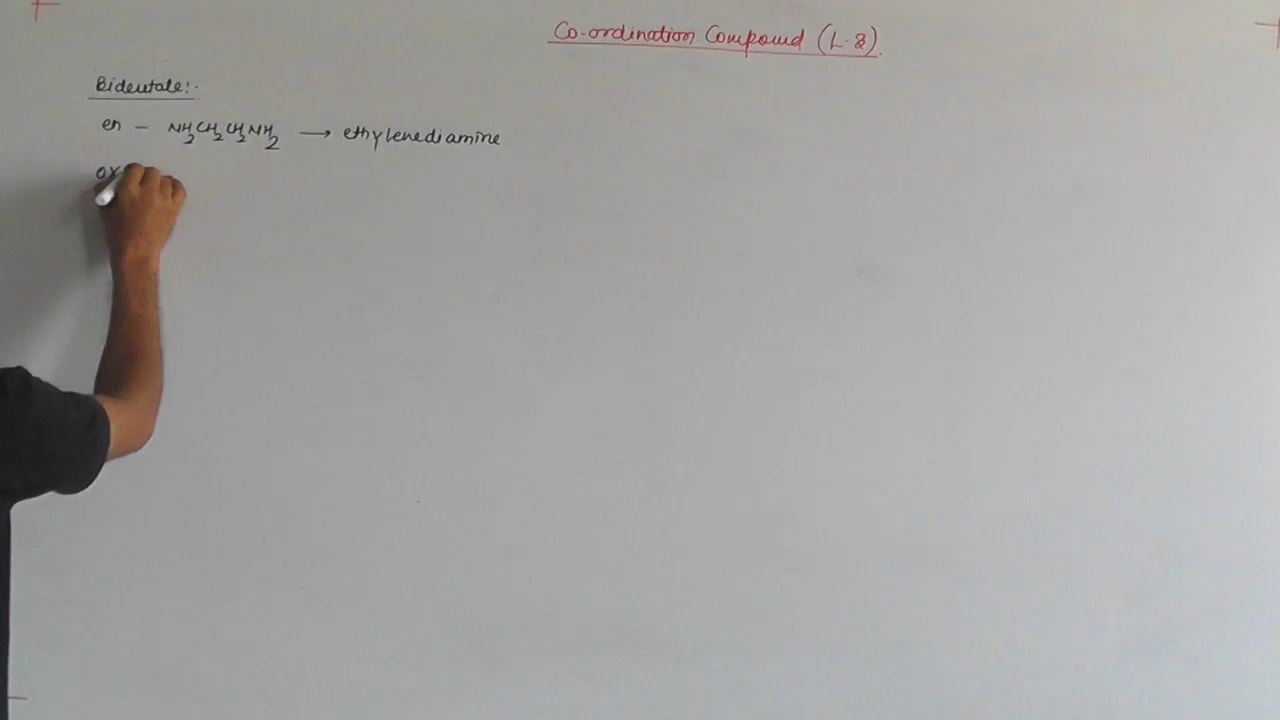 Co-ordination Compound (L-8).
Bidentate:-
en - NH2CH2CH2NH2 → ethylenediamine
ox